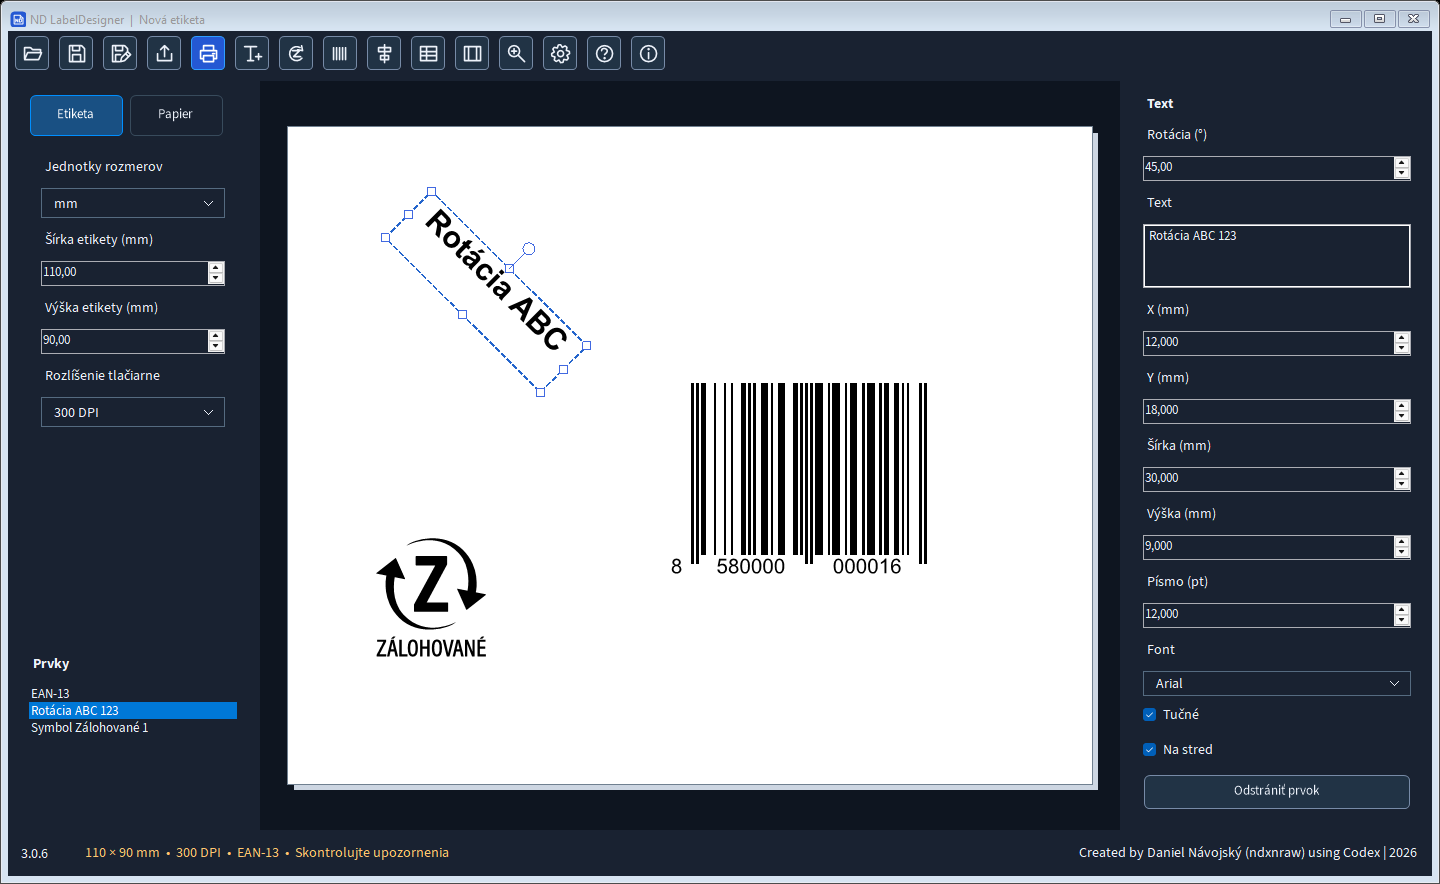 ND LabelDesigner | Nová etiketa
Etiketa
Papier
Jednotky rozmerov
mm
Šírka etikety (mm)
110,00
Výška etikety (mm)
90,00
Rozlíšenie tlačiarne
300 DPI
Prvky
EAN-13
Rotácia ABC 123
Symbol Zálohované 1
Rotácia ABC
8 580000 000016
Z
ZÁLOHOVANÉ
Text
Rotácia (°)
45,00
Text
Rotácia ABC 123
X (mm)
12,000
Y (mm)
18,000
Šírka (mm)
30,000
Výška (mm)
9,000
Písmo (pt)
12,000
Font
Arial
Tučné
Na stred
Odstrániť prvok
3.0.6
110 × 90 mm • 300 DPI • EAN-13 • Skontrolujte upozornenia
Created by Daniel Návojský (ndxnraw) using Codex | 2026